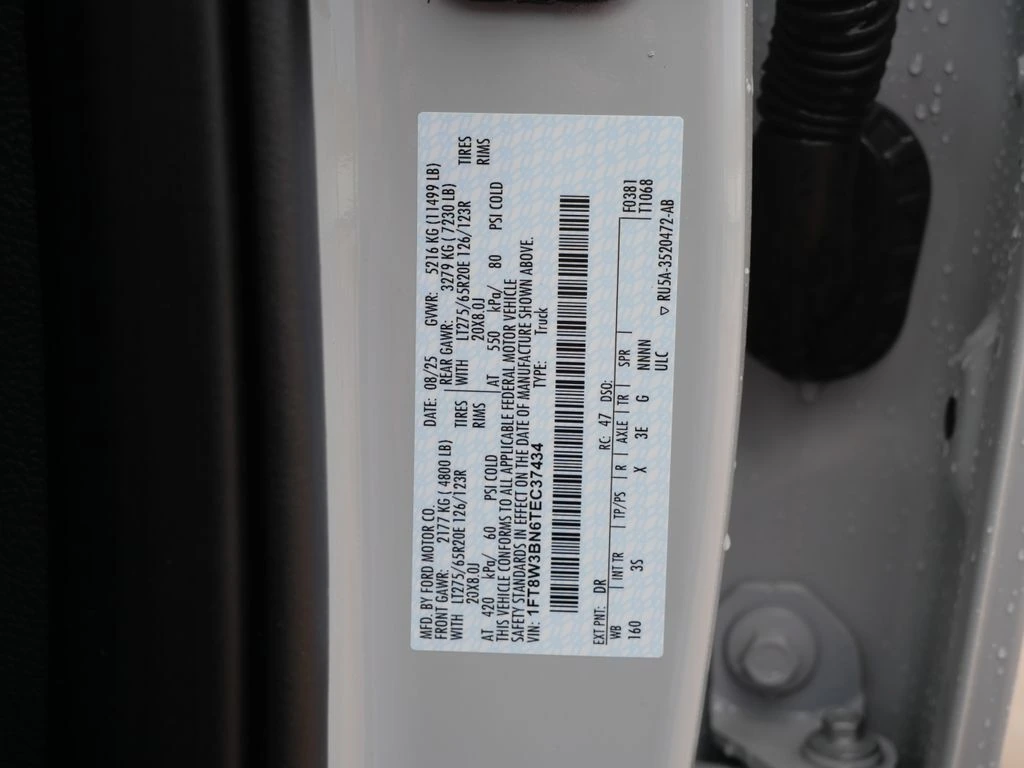 MFD. BY FORD MOTOR CO. DATE: 08/25 GVWR: 5216 KG (11499 LB)
FRONT GAWR: 2177 KG ( 4800 LB) REAR GAWR: 3279 KG ( 7230 LB)
WITH LT275/65R20E 126/123R TIRES WITH LT275/65R20E 126/123R TIRES
20X8.0J RIMS 20X8.0J RIMS
AT 420 kPa/ 60 PSI COLD AT 550 kPa/ 80 PSI COLD
THIS VEHICLE CONFORMS TO ALL APPLICABLE FEDERAL MOTOR VEHICLE
SAFETY STANDARDS IN EFFECT ON THE DATE OF MANUFACTURE SHOWN ABOVE.
VIN: 1FT8W3BN6TEC37434 TYPE: Truck
EXT PNT: DR RC: 47 DSO: F0381
WB INT TR TP/PS R AXLE TR SPR T1068
160 3S X 3E G NNNN
ULC ▽ RU5A-3520472-AB